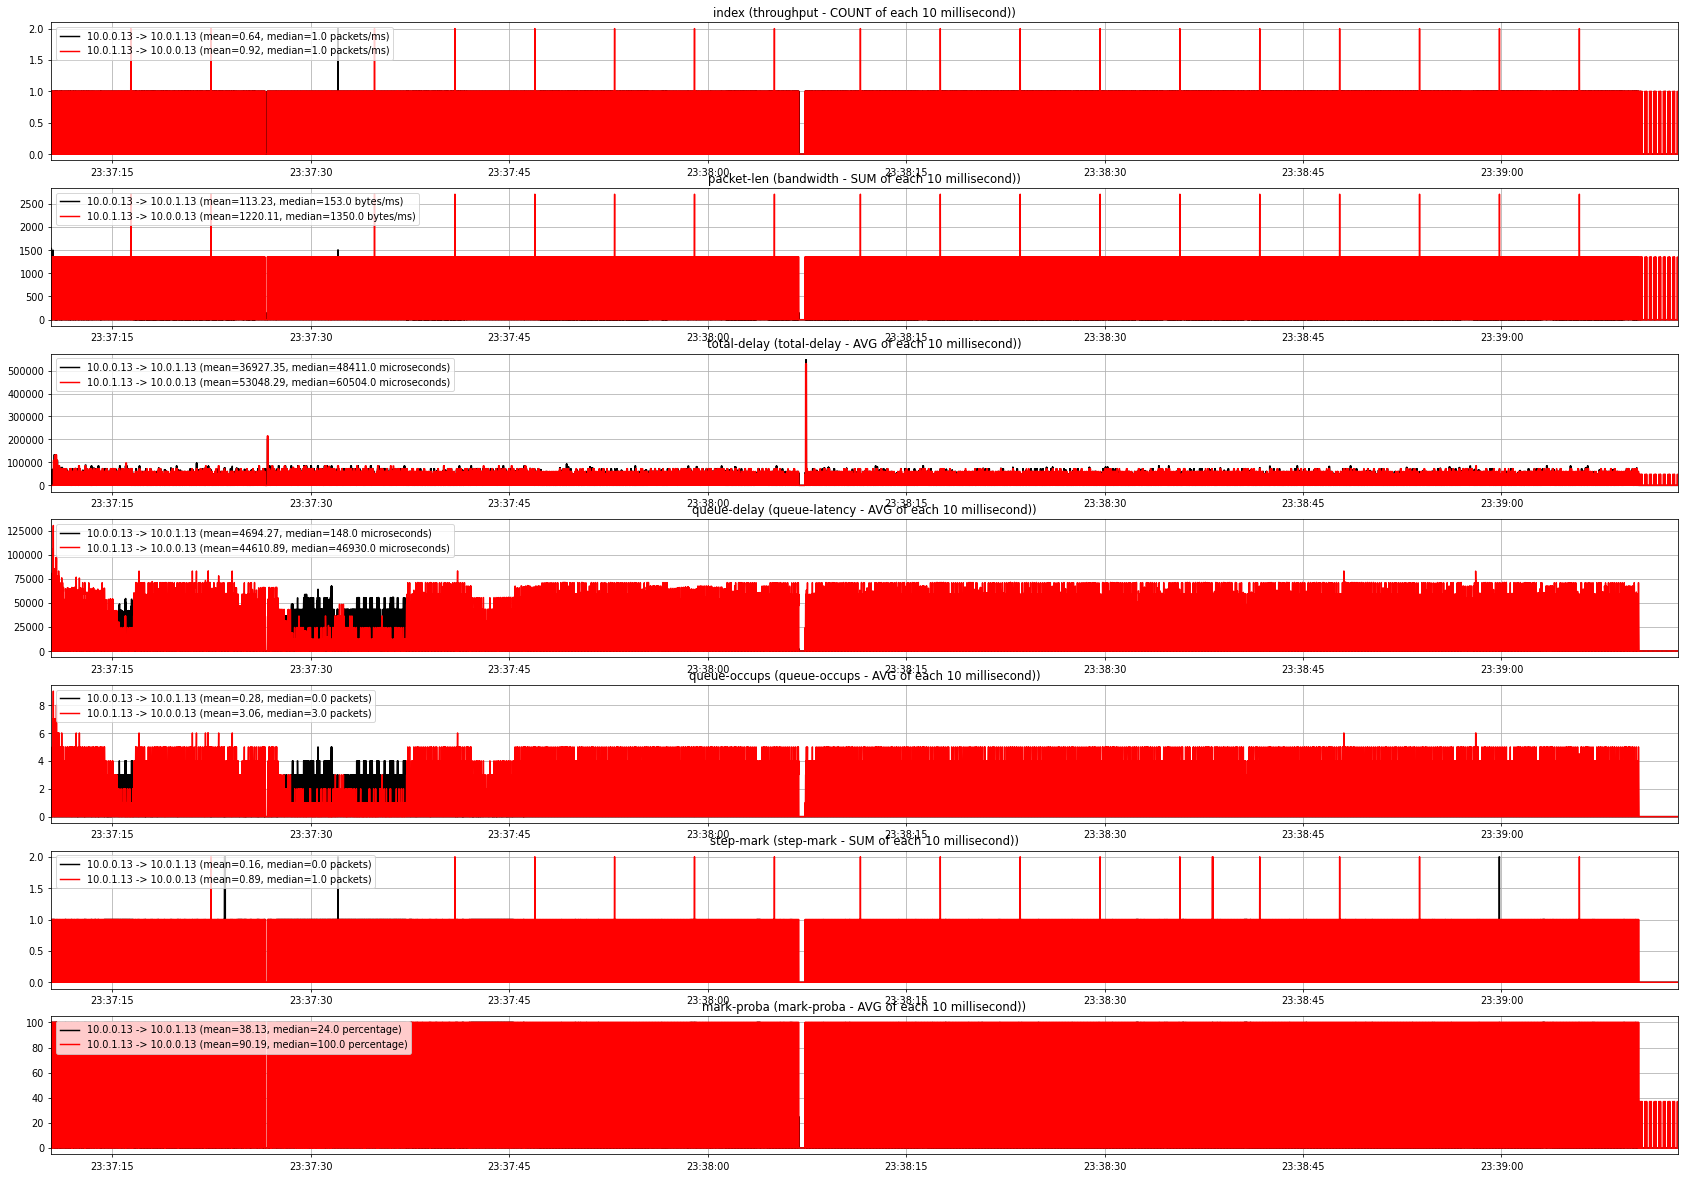 index (throughput - COUNT of each 10 millisecond))
10.0.0.13 -> 10.0.1.13 (mean=0.64, median=1.0 packets/ms)
10.0.1.13 -> 10.0.0.13 (mean=0.92, median=1.0 packets/ms)
2.0
1.5
1.0
0.5
0.0
23:37:15 23:37:30 23:37:45 23:38:00 23:38:15 23:38:30 23:38:45 23:39:00
packet-len (bandwidth - SUM of each 10 millisecond))
10.0.0.13 -> 10.0.1.13 (mean=113.23, median=153.0 bytes/ms)
10.0.1.13 -> 10.0.0.13 (mean=1220.11, median=1350.0 bytes/ms)
2500
2000
1500
1000
500
0
23:37:15 23:37:30 23:37:45 23:38:00 23:38:15 23:38:30 23:38:45 23:39:00
total-delay (total-delay - AVG of each 10 millisecond))
10.0.0.13 -> 10.0.1.13 (mean=36927.35, median=48411.0 microseconds)
10.0.1.13 -> 10.0.0.13 (mean=53048.29, median=60504.0 microseconds)
500000
400000
300000
200000
100000
0
23:37:15 23:37:30 23:37:45 23:38:00 23:38:15 23:38:30 23:38:45 23:39:00
queue-delay (queue-latency - AVG of each 10 millisecond))
10.0.0.13 -> 10.0.1.13 (mean=4694.27, median=148.0 microseconds)
10.0.1.13 -> 10.0.0.13 (mean=44610.89, median=46930.0 microseconds)
125000
100000
75000
50000
25000
0
23:37:15 23:37:30 23:37:45 23:38:00 23:38:15 23:38:30 23:38:45 23:39:00
queue-occups (queue-occups - AVG of each 10 millisecond))
10.0.0.13 -> 10.0.1.13 (mean=0.28, median=0.0 packets)
10.0.1.13 -> 10.0.0.13 (mean=3.06, median=3.0 packets)
8
6
4
2
0
23:37:15 23:37:30 23:37:45 23:38:00 23:38:15 23:38:30 23:38:45 23:39:00
step-mark (step-mark - SUM of each 10 millisecond))
10.0.0.13 -> 10.0.1.13 (mean=0.16, median=0.0 packets)
10.0.1.13 -> 10.0.0.13 (mean=0.89, median=1.0 packets)
2.0
1.5
1.0
0.5
0.0
23:37:15 23:37:30 23:37:45 23:38:00 23:38:15 23:38:30 23:38:45 23:39:00
mark-proba (mark-proba - AVG of each 10 millisecond))
10.0.0.13 -> 10.0.1.13 (mean=38.13, median=24.0 percentage)
10.0.1.13 -> 10.0.0.13 (mean=90.19, median=100.0 percentage)
100
80
60
40
20
0
23:37:15 23:37:30 23:37:45 23:38:00 23:38:15 23:38:30 23:38:45 23:39:00